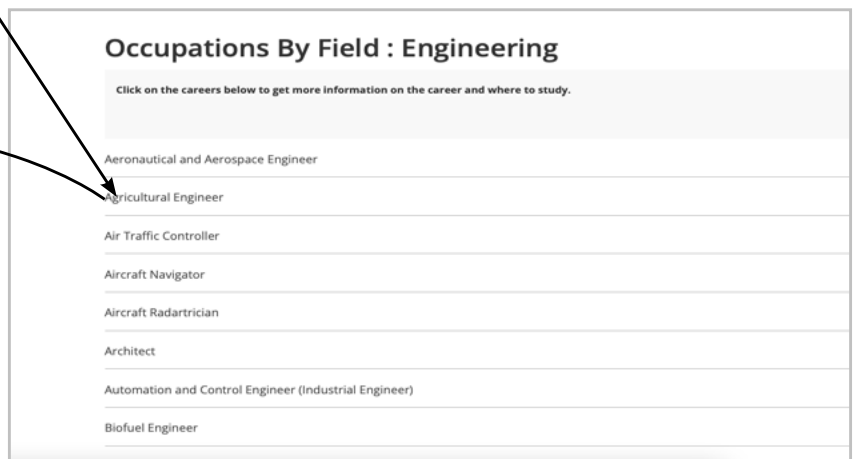 Occupations By Field : Engineering
Click on the careers below to get more information on the career and where to study.
Aeronautical and Aerospace Engineer
Agricultural Engineer
Air Traffic Controller
Aircraft Navigator
Aircraft Radartrician
Architect
Automation and Control Engineer (Industrial Engineer)
Biofuel Engineer